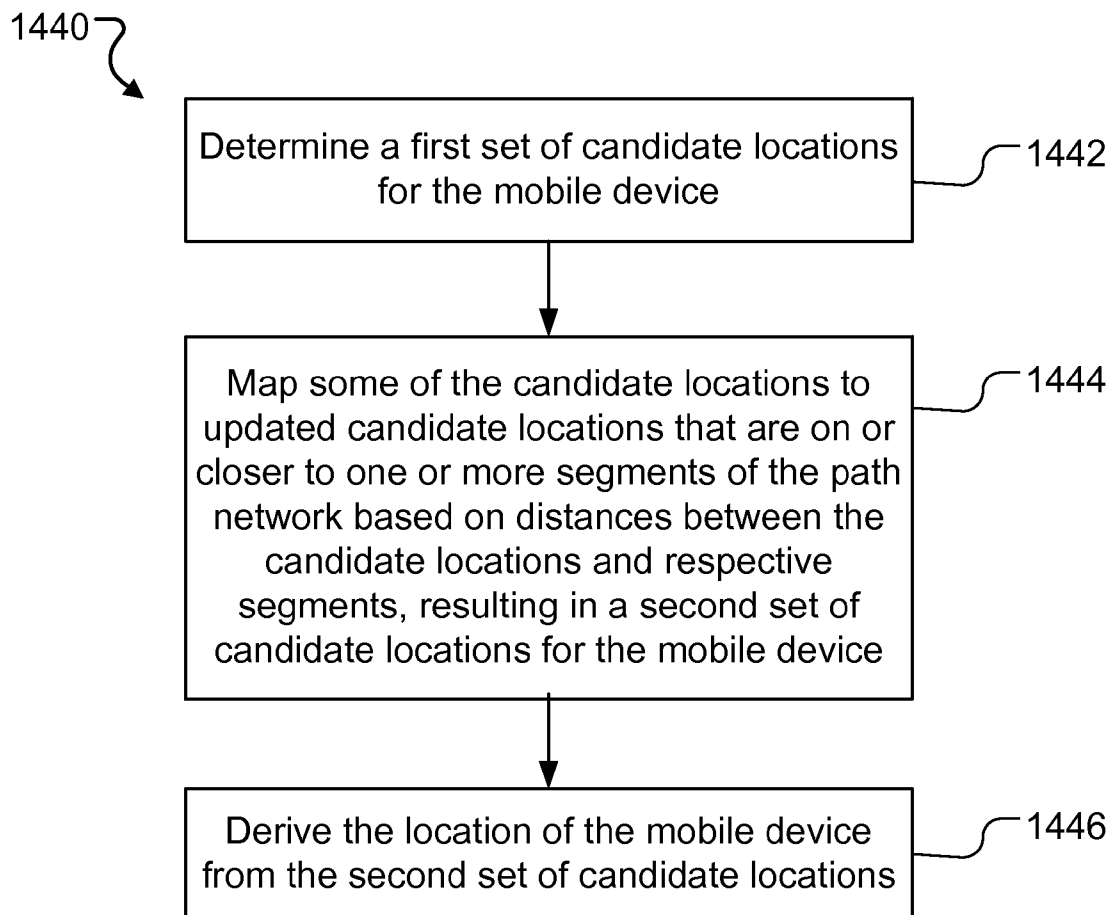 1440
Determine a first set of candidate locations
for the mobile device
1442
Map some of the candidate locations to
updated candidate locations that are on or
closer to one or more segments of the path
network based on distances between the
candidate locations and respective
segments, resulting in a second set of
candidate locations for the mobile device
1444
Derive the location of the mobile device
from the second set of candidate locations
1446